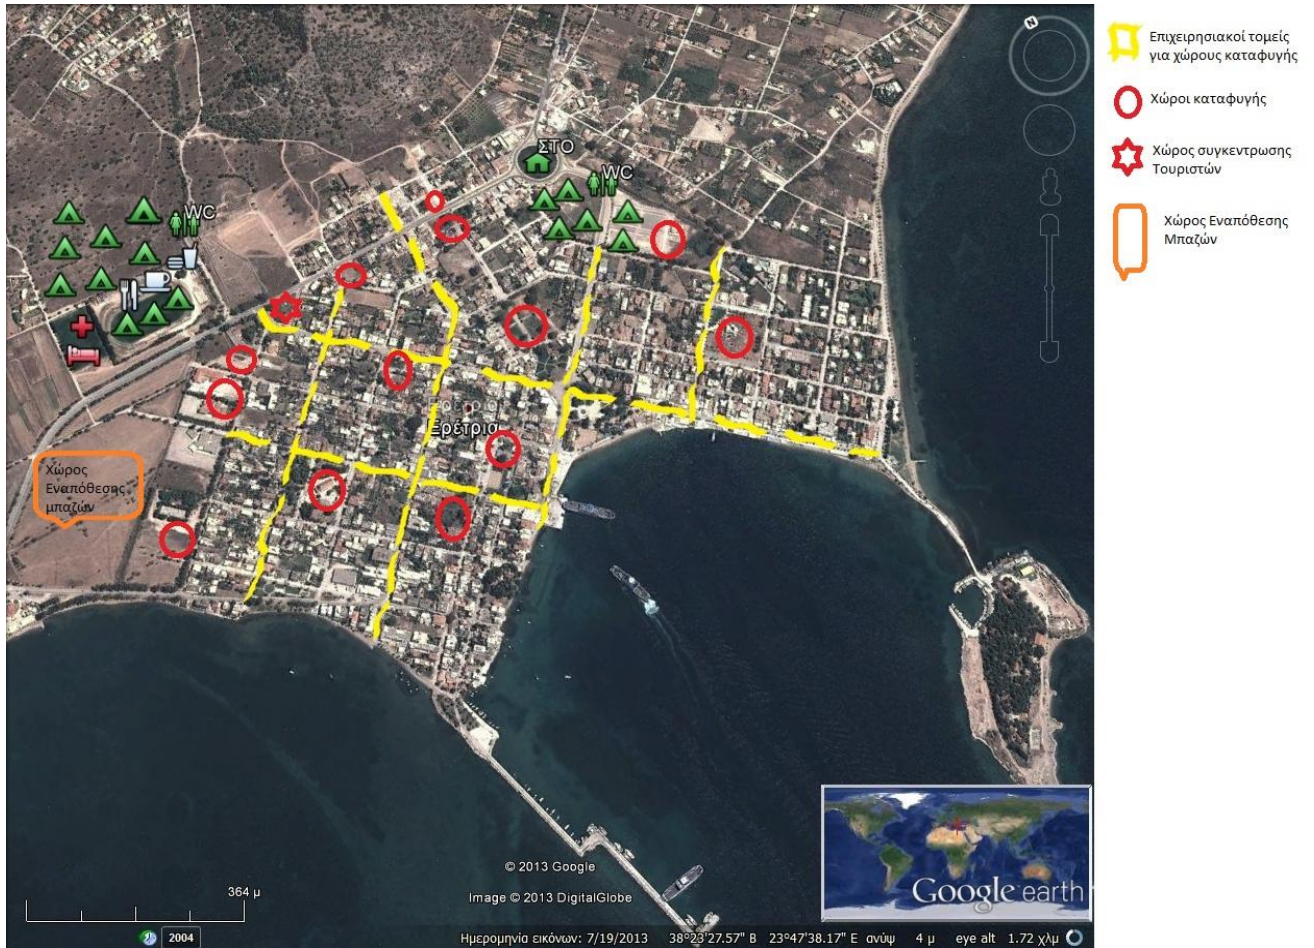 Επιχειρησιακοί τομείς
για χώρους καταφυγής
Χώροι καταφυγής
Χώρος συγκεντρωσης
Τουριστών
Χώρος Εναπόθεσης
Μπαζών
N
ΣΤΟ
WC
WC
Ερέτρια
Ερέτρια
Χώρος
Εναπόθεσης
μπαζών
364 μ
2004
© 2013 Google
Image © 2013 DigitalGlobe
Google earth
Ημερομηνία εικόνων: 7/19/2013 38°23'27.57" Β 23°47'38.17" Ε ανύψ 4 μ eye alt 1.72 χλμ